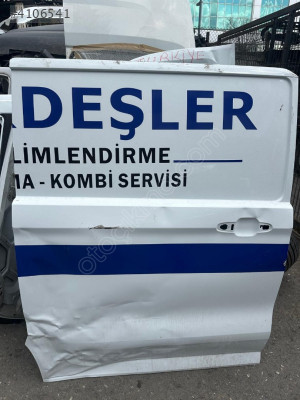 #4106541
DEŞLER
LİMLENDİRME
MA - KOMBİ SERVİSİ